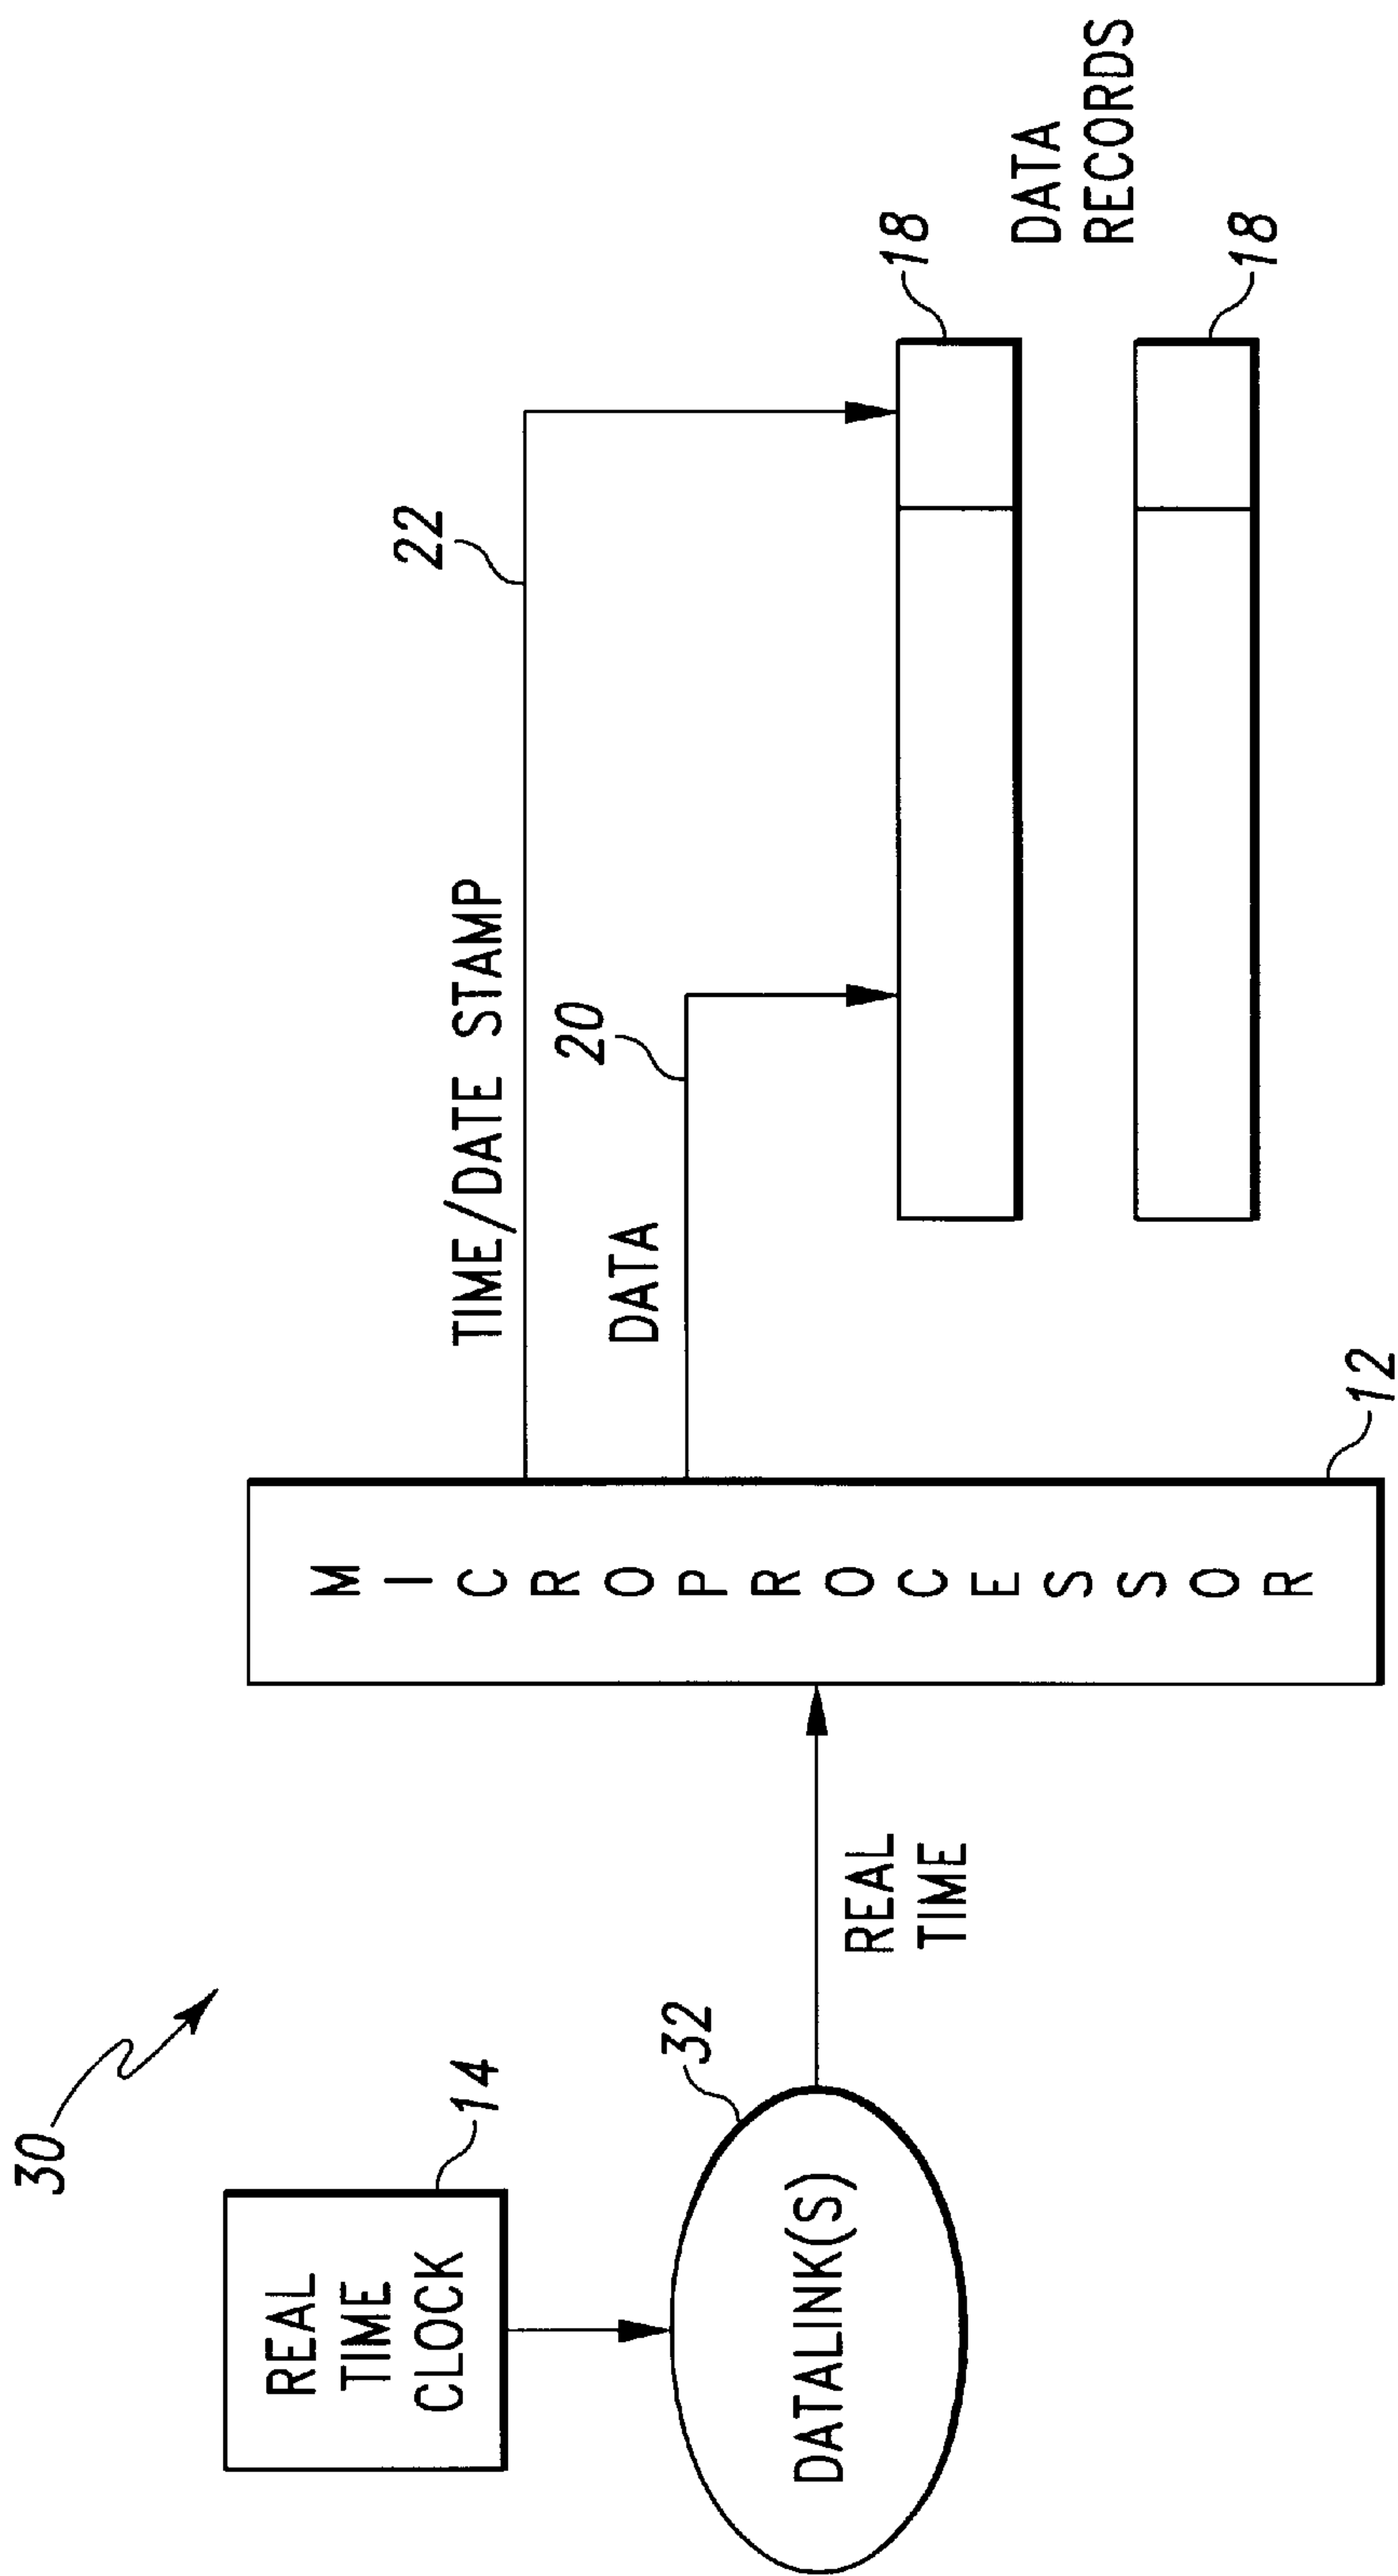 30
REAL
TIME
CLOCK
14
DATALINK(S)
32
REAL
TIME
MICROPROCESSOR
12
TIME/DATE STAMP
22
DATA
20
18
DATA
RECORDS
18